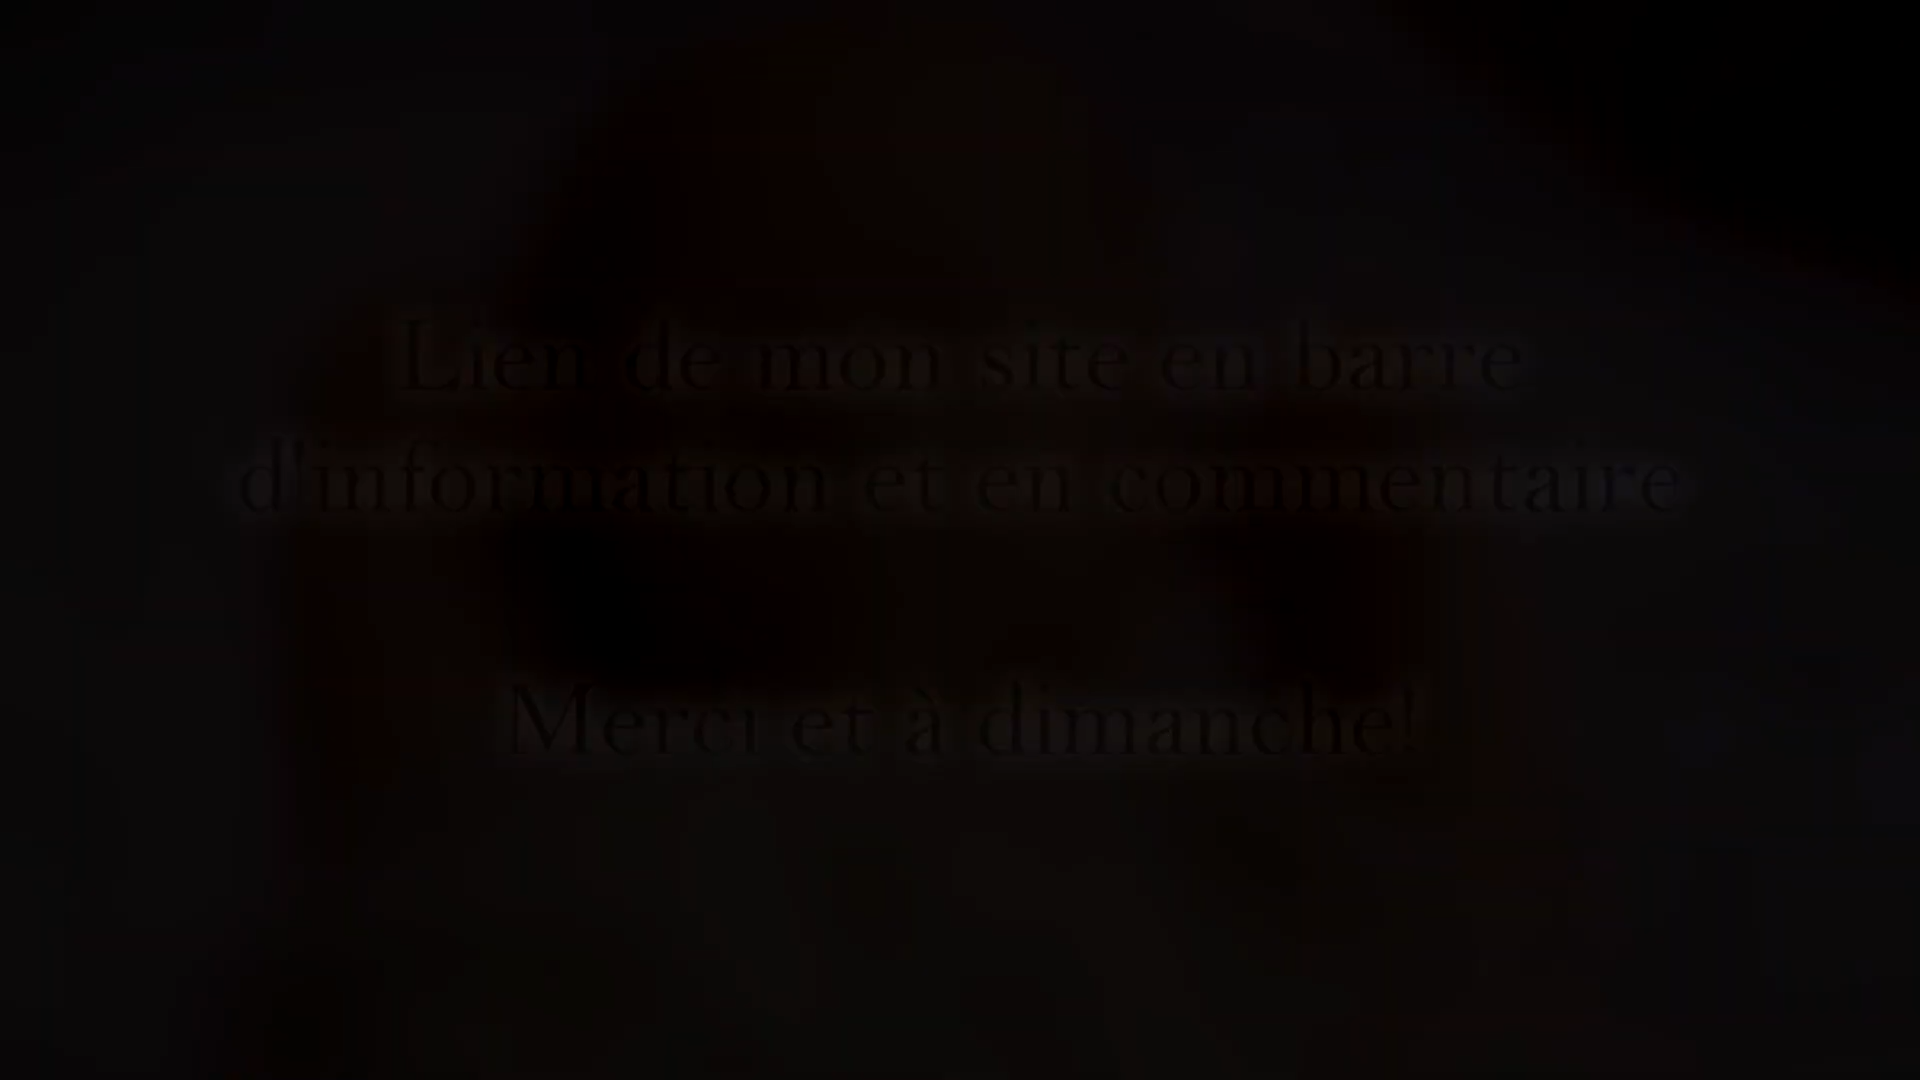 Lien de mon site en barre
d'information et en commentaire
Merci et à dimanche!